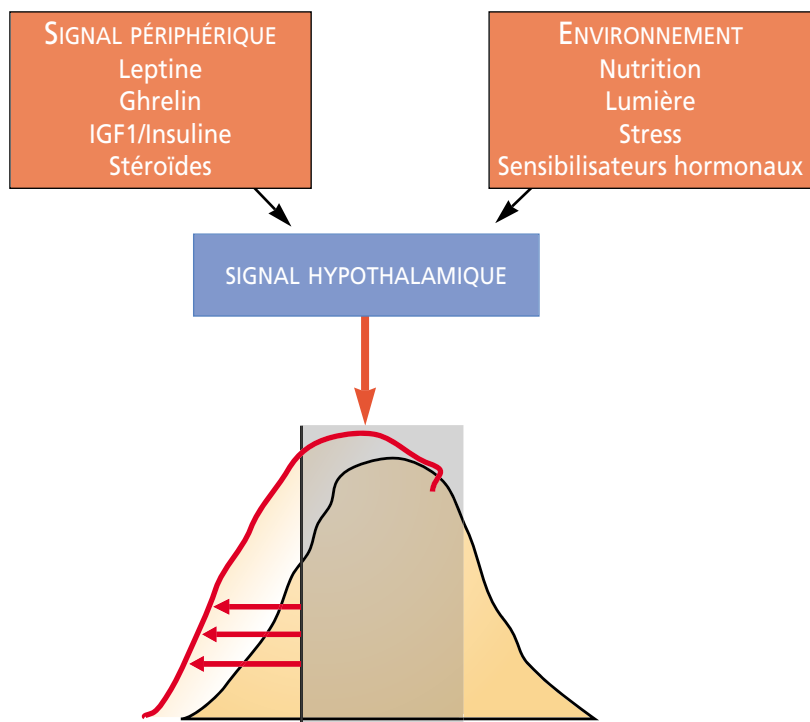 SIGNAL PÉRIPHÉRIQUE
Leptine
Ghrelin
IGF1/Insuline
Stéroïdes
ENVIRONNEMENT
Nutrition
Lumière
Stress
Sensibilisateurs hormonaux
SIGNAL HYPOTHALAMIQUE